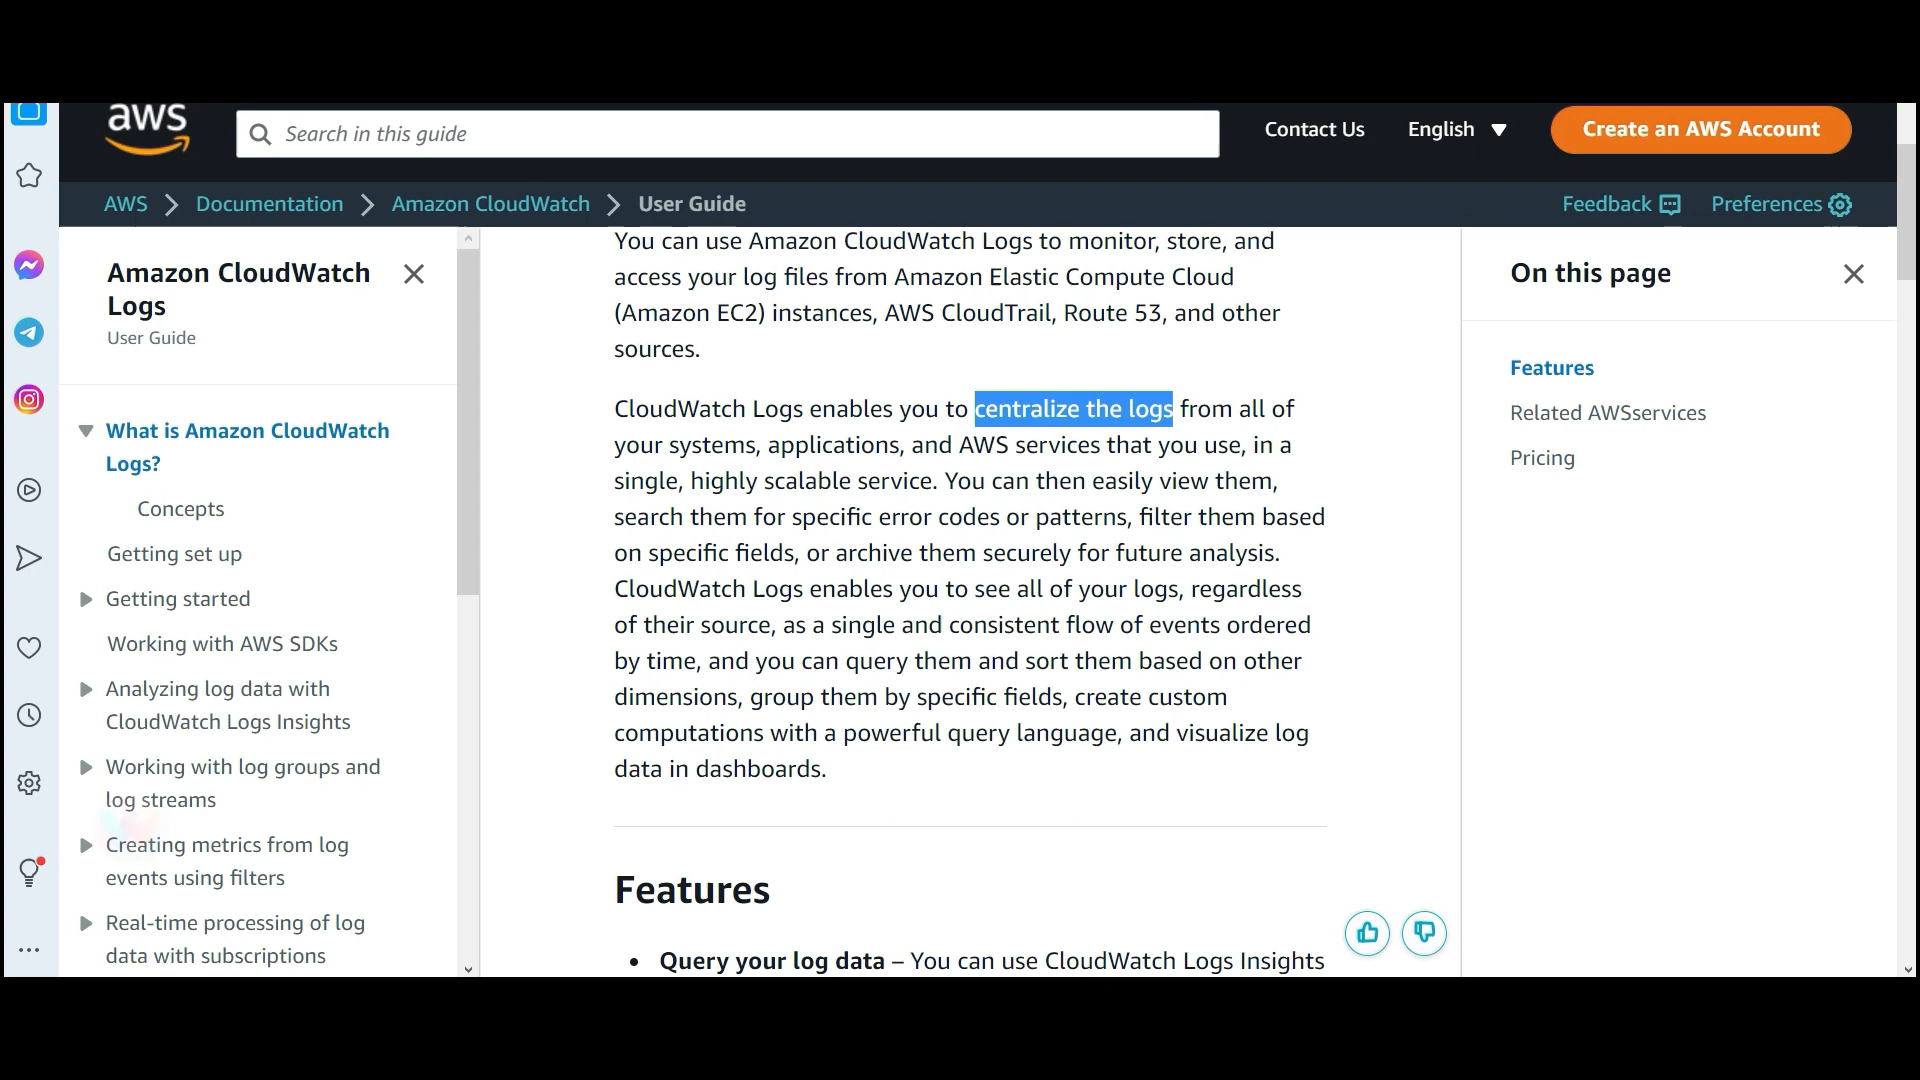 aws
Search in this guide
Contact Us
English
Create an AWS Account
AWS
Documentation
Amazon CloudWatch
User Guide
Feedback
Preferences
Amazon CloudWatch
Logs
User Guide
What is Amazon CloudWatch
Logs?
Concepts
Getting set up
Getting started
Working with AWS SDKs
Analyzing log data with
CloudWatch Logs Insights
Working with log groups and
log streams
Creating metrics from log
events using filters
Real-time processing of log
data with subscriptions
You can use Amazon CloudWatch Logs to monitor, store, and
access your log files from Amazon Elastic Compute Cloud
(Amazon EC2) instances, AWS CloudTrail, Route 53, and other
sources.
CloudWatch Logs enables you to centralize the logs from all of
your systems, applications, and AWS services that you use, in a
single, highly scalable service. You can then easily view them,
search them for specific error codes or patterns, filter them based
on specific fields, or archive them securely for future analysis.
CloudWatch Logs enables you to see all of your logs, regardless
of their source, as a single and consistent flow of events ordered
by time, and you can query them and sort them based on other
dimensions, group them by specific fields, create custom
computations with a powerful query language, and visualize log
data in dashboards.
Features
• Query your log data – You can use CloudWatch Logs Insights
On this page
Features
Related AWSservices
Pricing